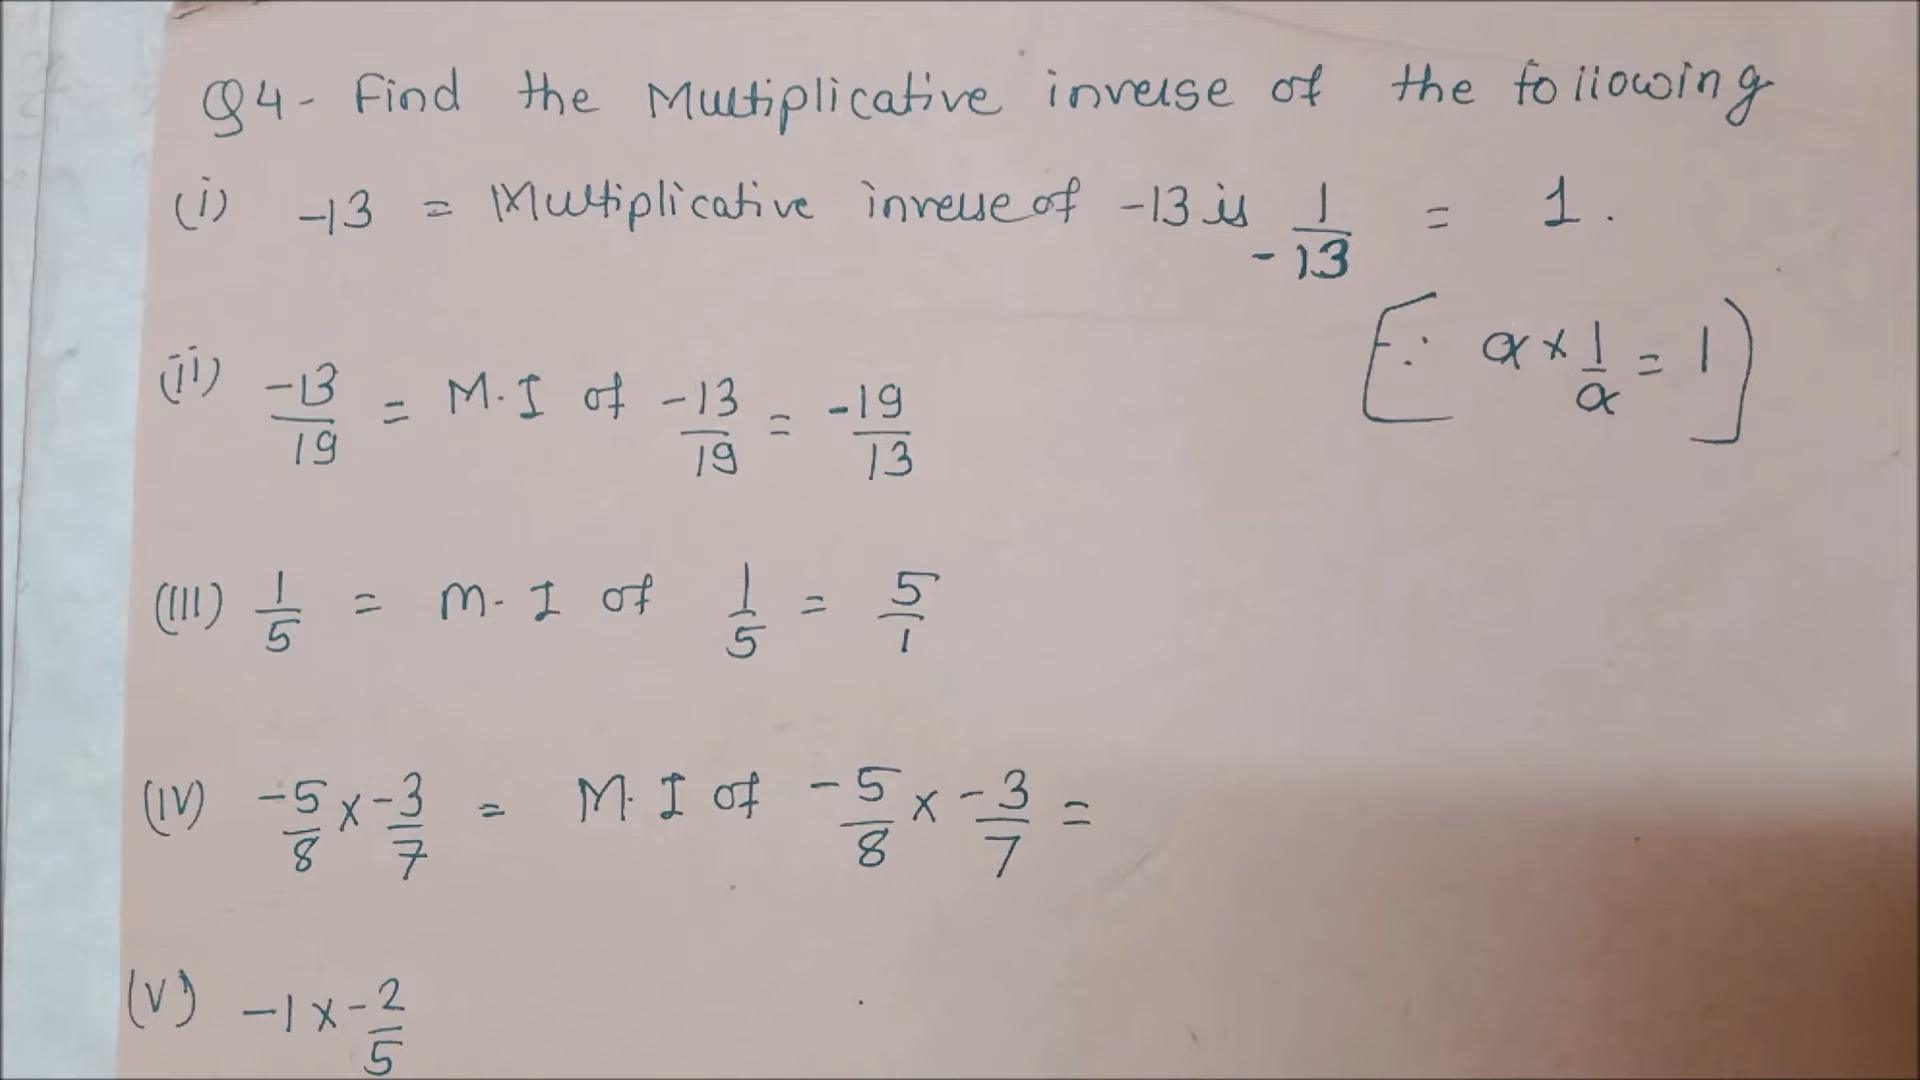 Q4- Find the Multiplicative inverse of the following
(i) -13 = Multiplicative inverse of -13 is 1/-13 = 1.
[∵ a × 1/a = 1]
(ii) -13/19 = M.I of -13/19 = -19/13
(III) 1/5 = M.I of 1/5 = 5/1
(IV) -5/8 x -3/7 = M.I of -5/8 x -3/7 =
(V) -1 x -2/5